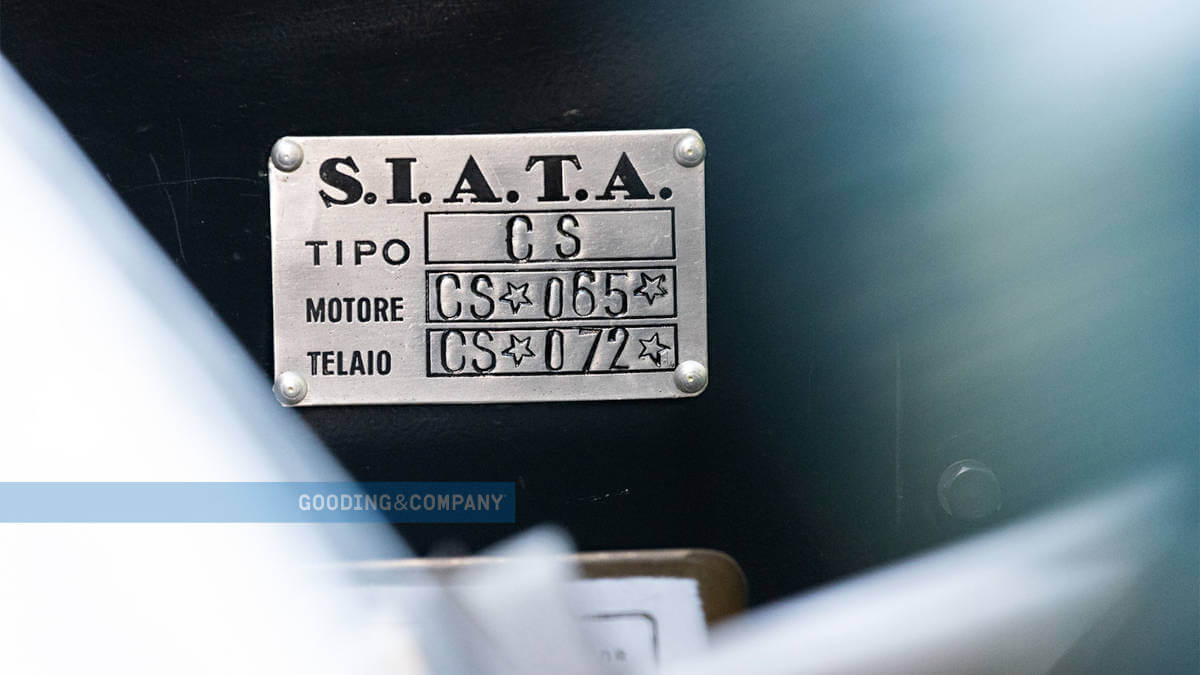 S.I.A.T.A.
TIPO CS
MOTORE CS☆065☆
TELAIO CS☆072☆
GOODING&COMPANY